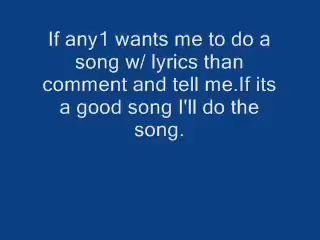 If any1 wants me to do a
song w/ lyrics than
comment and tell me.If its
a good song I'll do the
song.